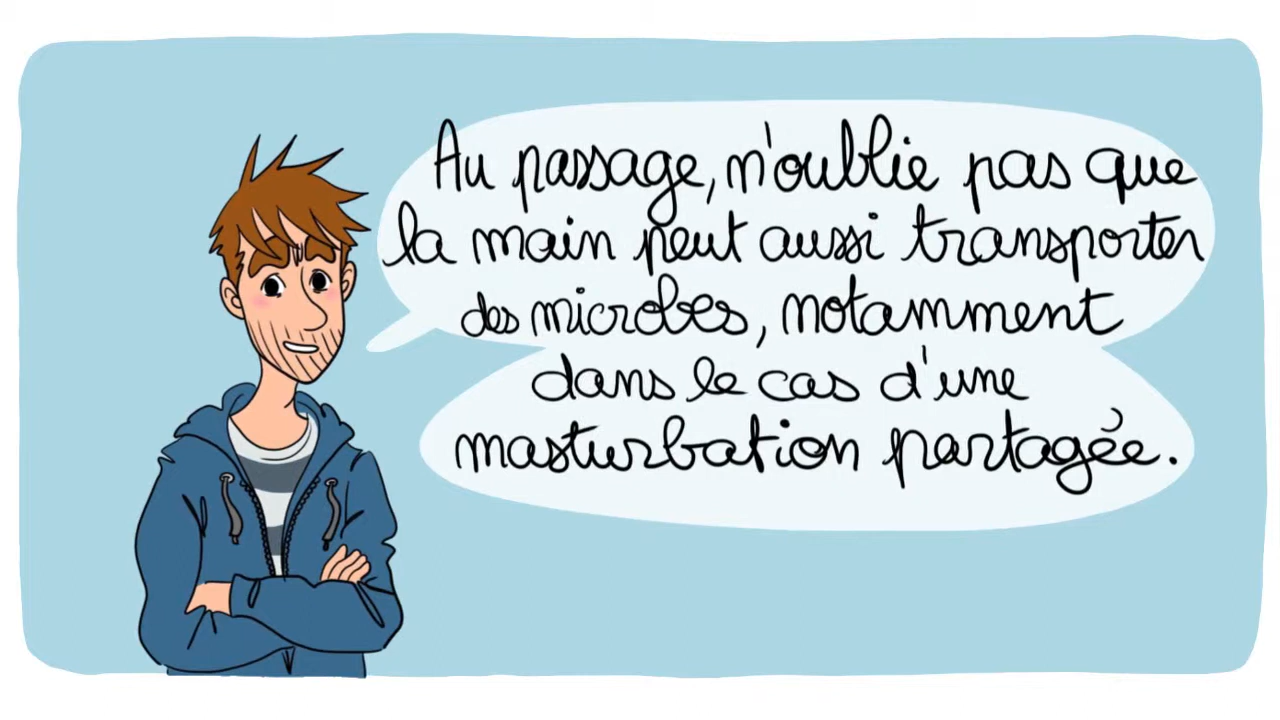 Au passage, n'oublie pas que
la main peut aussi transporter
des microbes, notamment
dans le cas d'une
masturbation partagée.